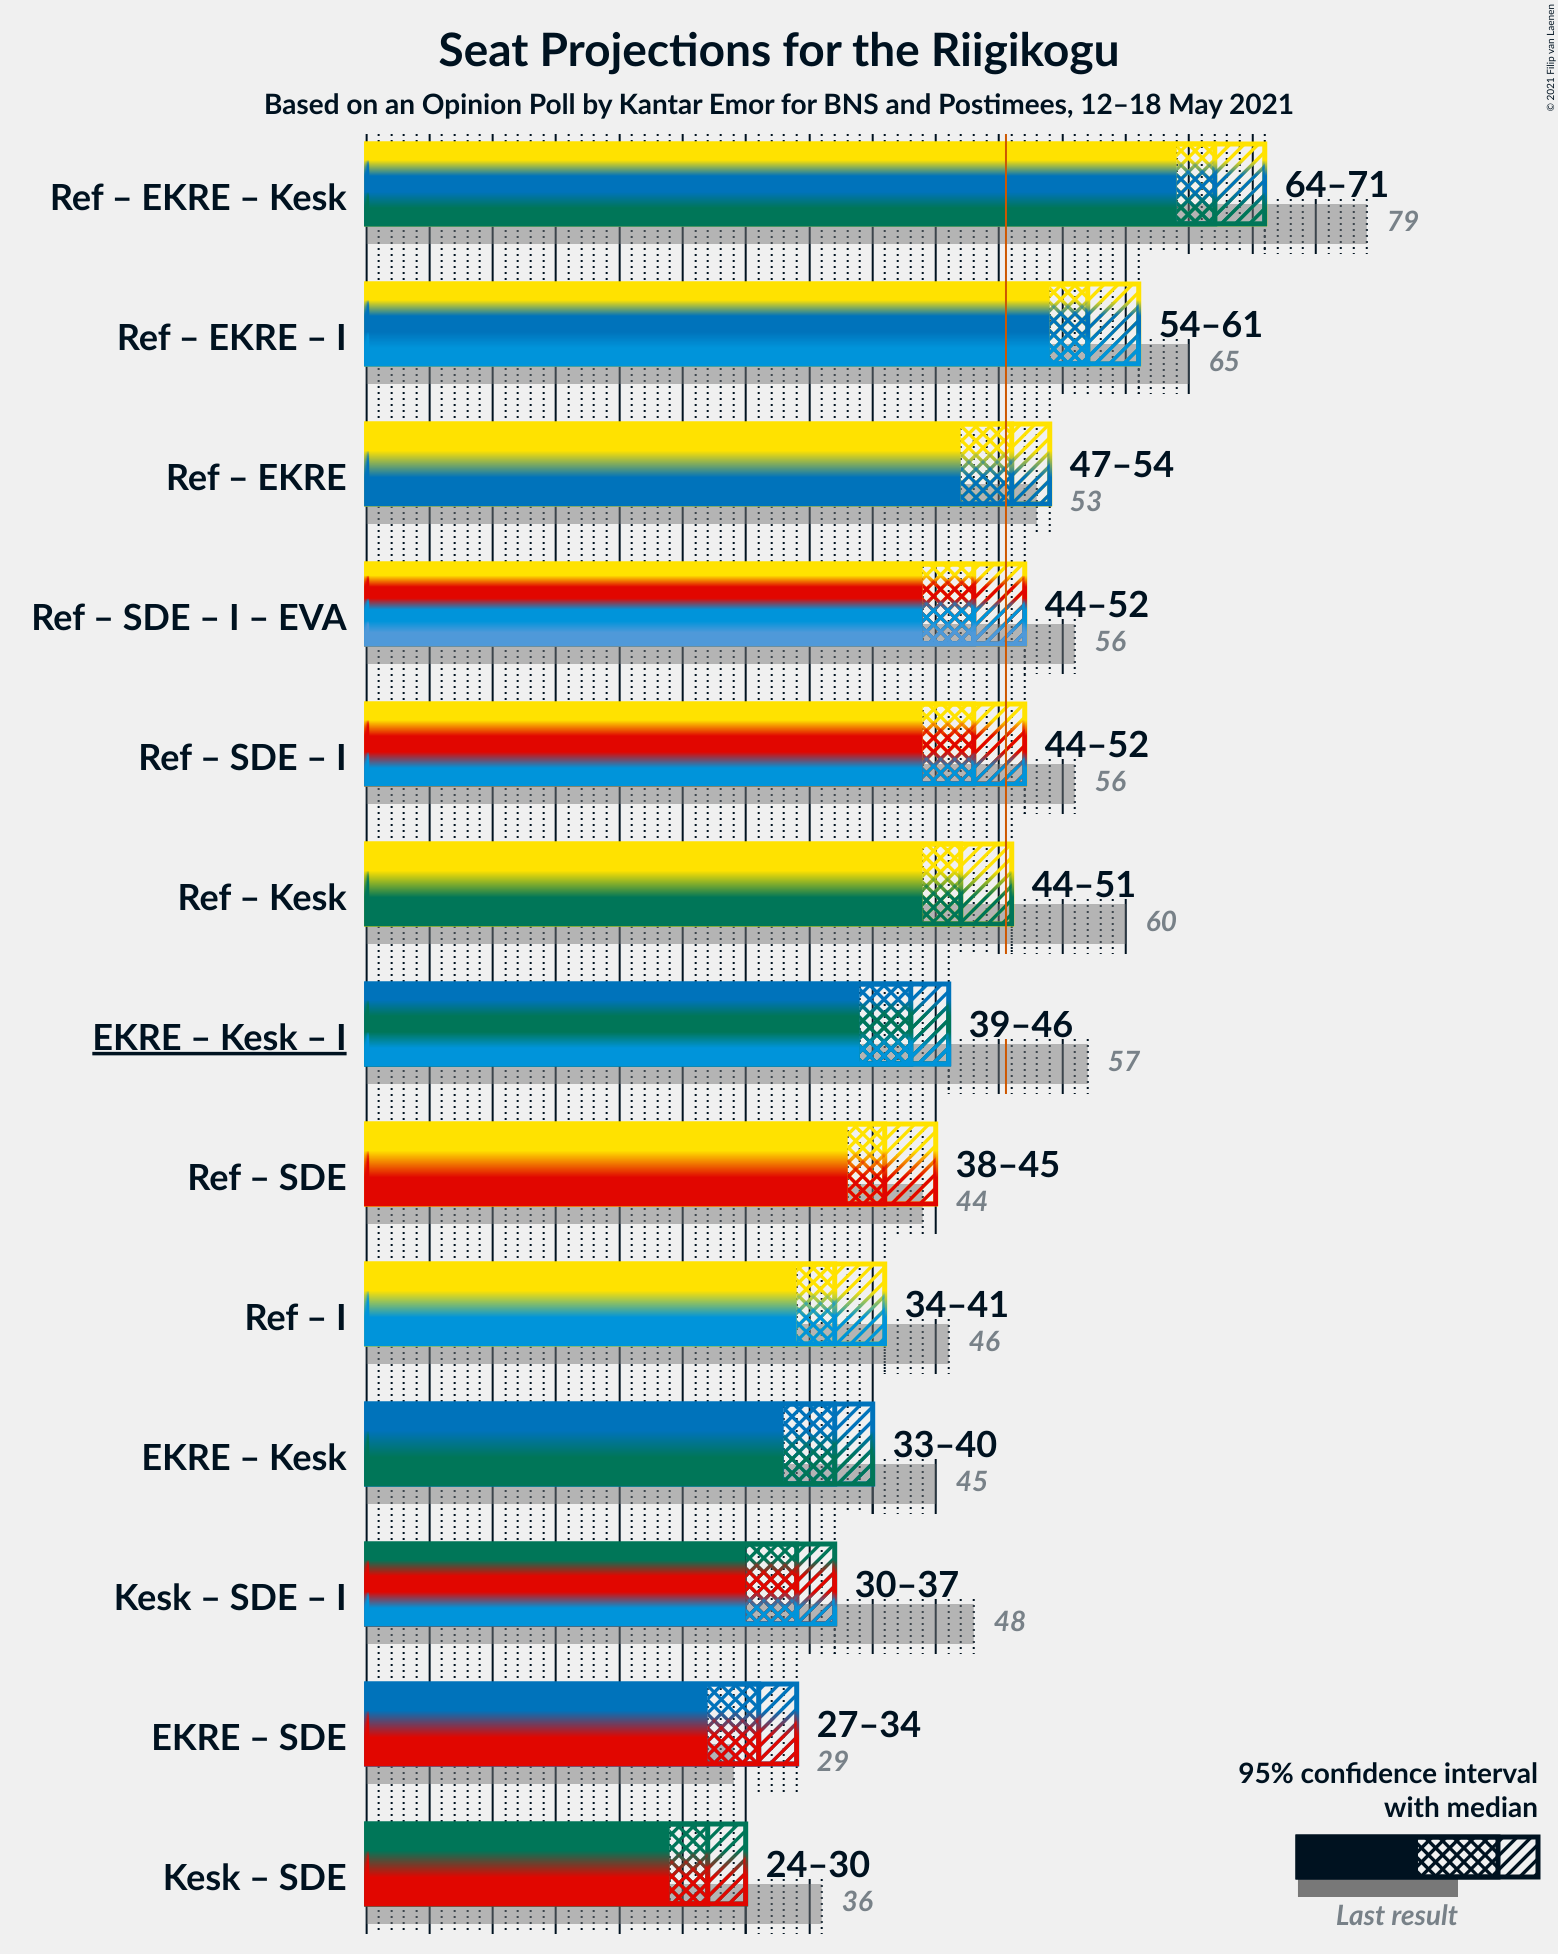 Seat Projections for the Riigikogu
Based on an Opinion Poll by Kantar Emor for BNS and Postimees, 12–18 May 2021
© 2021 Filip van Laenen
Ref – EKRE – Kesk
64–71
79
Ref – EKRE – I
54–61
65
Ref – EKRE
47–54
53
Ref – SDE – I – EVA
44–52
56
Ref – SDE – I
44–52
56
Ref – Kesk
44–51
60
EKRE – Kesk – I
39–46
57
Ref – SDE
38–45
44
Ref – I
34–41
46
EKRE – Kesk
33–40
45
Kesk – SDE – I
30–37
48
EKRE – SDE
27–34
29
Kesk – SDE
24–30
36
95% confidence interval
with median
Last result